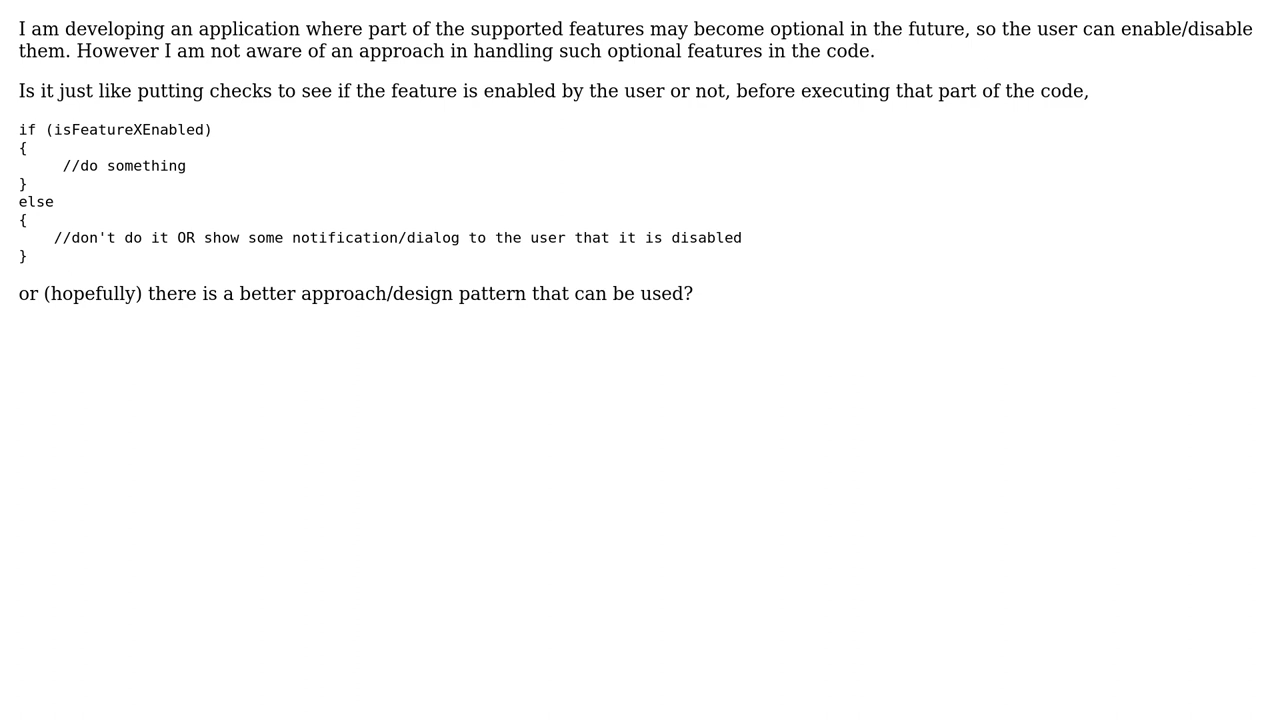 I am developing an application where part of the supported features may become optional in the future, so the user can enable/disable
them. However I am not aware of an approach in handling such optional features in the code.
Is it just like putting checks to see if the feature is enabled by the user or not, before executing that part of the code,
if (isFeatureXEnabled)
{
     //do something
}
else
{
    //don't do it OR show some notification/dialog to the user that it is disabled
}
or (hopefully) there is a better approach/design pattern that can be used?